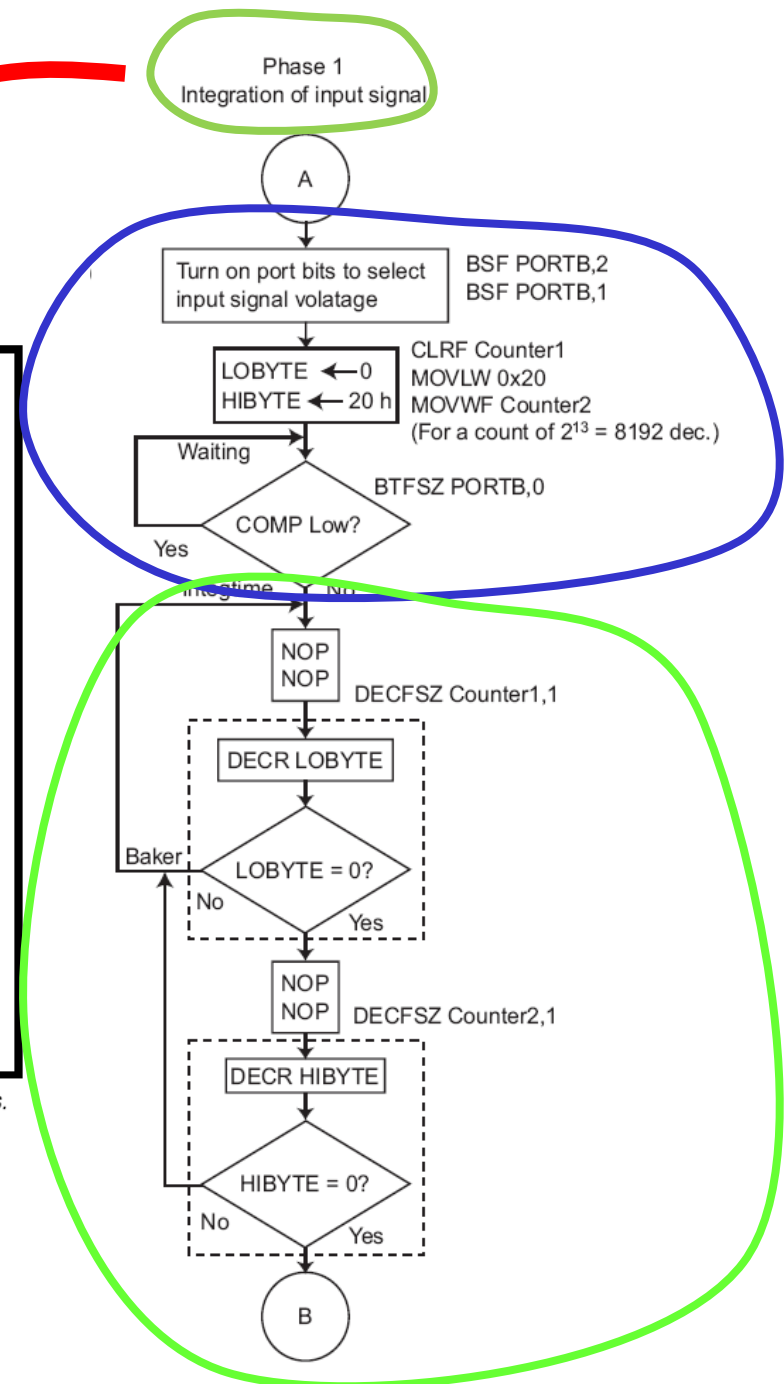 Phase 1
Integration of input signal
A
Turn on port bits to select
input signal volatage
BSF PORTB,2
BSF PORTB,1
LOBYTE ← 0
HIBYTE ← 20 h
CLRF Counter1
MOVLW 0x20
MOVWF Counter2
(For a count of 2¹³ = 8192 dec.)
Waiting
BTFSZ PORTB,0
COMP Low?
Yes
Integtime
No
NOP
NOP
DECFSZ Counter1,1
DECR LOBYTE
Baker
LOBYTE = 0?
No
Yes
NOP
NOP
DECFSZ Counter2,1
DECR HIBYTE
HIBYTE = 0?
No
Yes
B